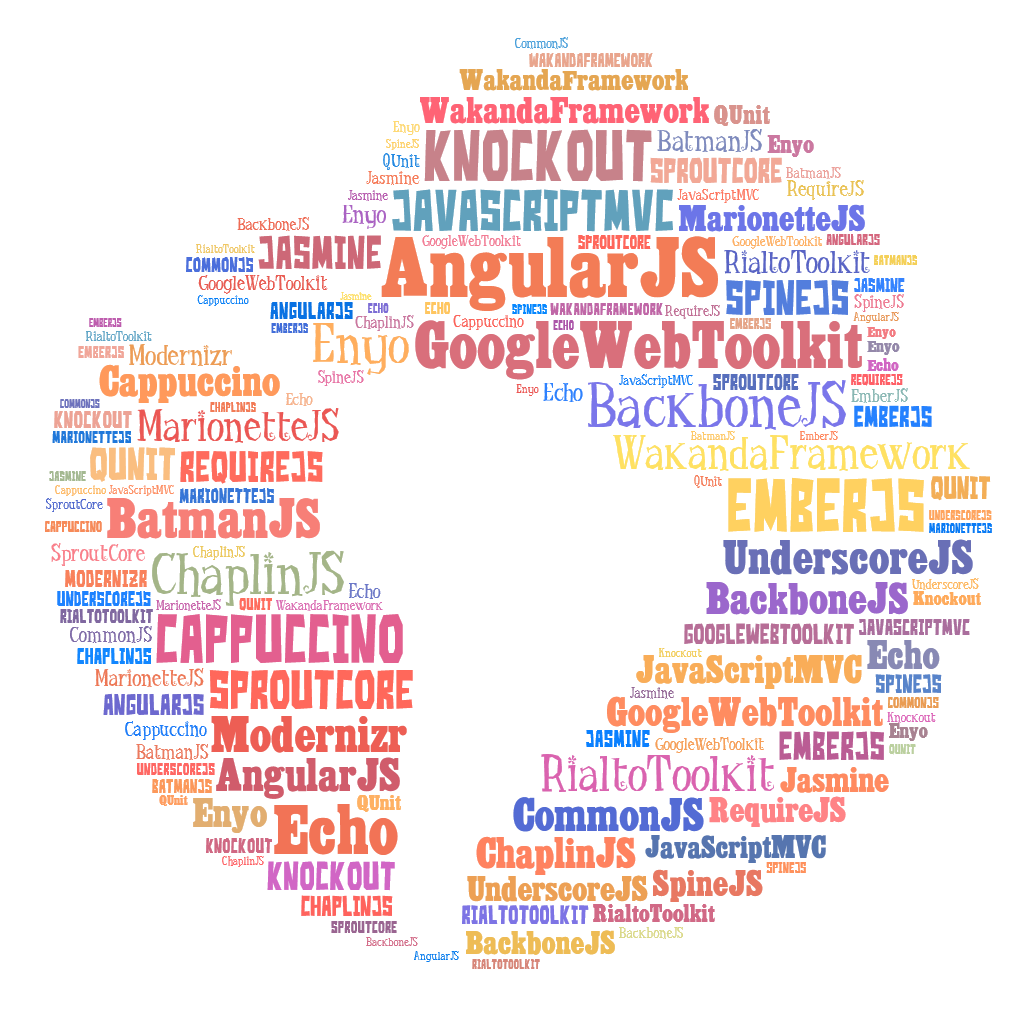 CommonJS
WakandaFramework
WakandaFramework
WakandaFramework QUnit
Enyo KNOCKOUT BatmanJS Enyo
SpineJS
QUnit SPROUTCORE BatmanJS
Jasmine RequireJS
Jasmine JAVASCRIPTMVC JavaScriptMVC
Enyo MarionetteJS
BackboneJS
JASMINE AngularJS GoogleWebToolkit SPROUTCORE GoogleWebToolkit ANGULARJS
RialtoToolkit RialtoToolkit BATMANJS
COMMONJS
GoogleWebToolkit SPINEJS JASMINE
Cappuccino Jasmine SpineJS
ANGULARJS ECHO ECHO SPINEJS WAKANDAFRAMEWORK RequireJS AngularJS
EMBERJS ChaplinJS Cappuccino ECHO EMBERJS
EMBERJS Enyo GoogleWebToolkit Enyo
RialtoToolkit Enyo
EMBERJS Modernizr Echo
Cappuccino SpineJS JavaScriptMVC SPROUTCORE REQUIREJS
Enyo Echo BackboneJS EmberJS
COMMONJS CHAPLINJS Echo
KNOCKOUT MarionetteJS EMBERJS
MARIONETTEJS BatmanJS EmberJS
QUNIT REQUIREJS WakandaFramework
JASMINE
Cappuccino JavaScriptMVC MARIONETTEJS QUnit EMBERJS QUNIT
SproutCore BatmanJS
CAPPUCCINO UNDERSCOREJS
MARIONETTEJS
SproutCore ChaplinJS ChaplinJS UnderscoreJS
MODERNIZR UnderscoreJS
UNDERSCOREJS Echo BackboneJS Knockout
MarionetteJS QUNIT WakandaFramework
RIALTOTOOLKIT
CommonJS CAPPUCCINO GOOGLEWEBTOOLKIT JAVASCRIPTMVC
CHAPLINJS Knockout Echo
MarionetteJS SPROUTCORE JavaScriptMVC SPINEJS
ANGULARJS Jasmine COMMONJS
GoogleWebToolkit Knockout
Cappuccino Modernizr JASMINE GoogleWebToolkit EMBERJS Enyo
BatmanJS QUNIT
UNDERSCOREJS AngularJS RialtoToolkit Jasmine
BATMANJS
QUnit Enyo QUnit CommonJS RequireJS
Echo
KNOCKOUT ChaplinJS JavaScriptMVC
ChaplinJS SPINEJS
KNOCKOUT UnderscoreJS SpineJS
CHAPLINJS RIALTOTOOLKIT RialtoToolkit
SPROUTCORE BackboneJS
BackboneJS BackboneJS
AngularJS
RIALTOTOOLKIT